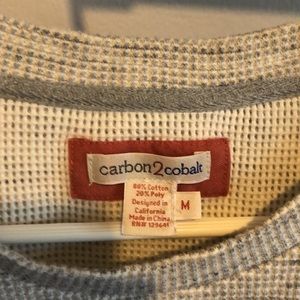 carbon2cobalt
80% Cotton
20% Poly
Designed in
California
Made in China
RN# 129641
M